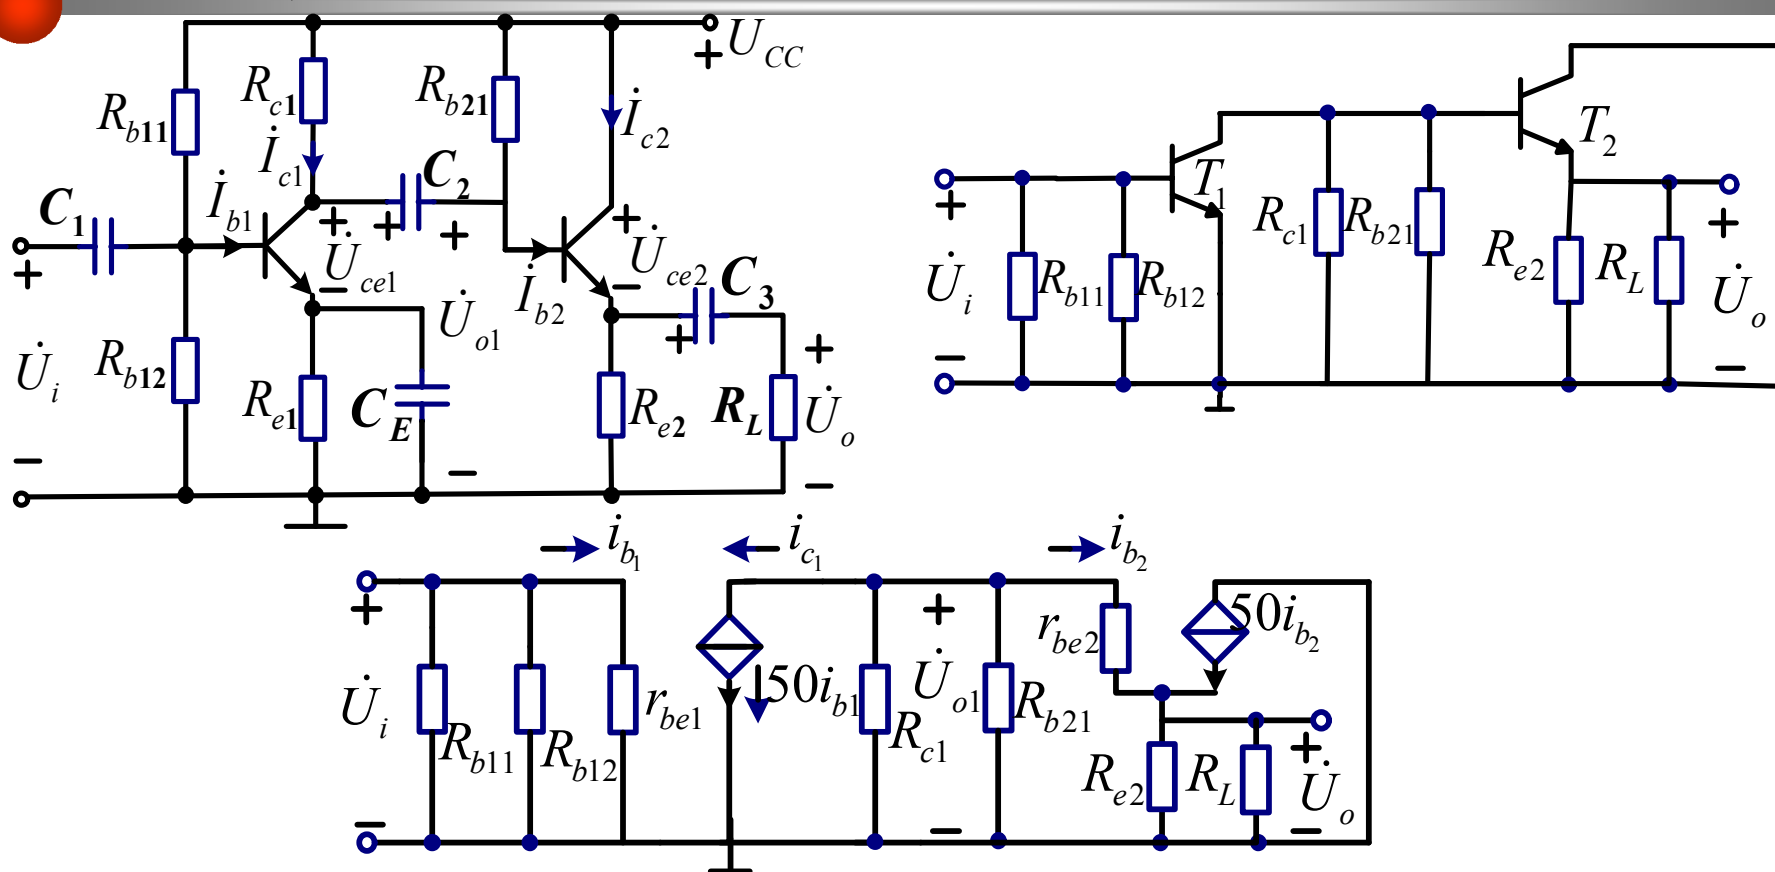 U_CC
+
R_b11
R_c1
R_b21
İ_c1
İ_c2
C_1
İ_b1
C_2
+
+
+
+
+
U̇_ce1
−
U̇_ce2
−
İ_b2
C_3
U̇_o1
+
+
U̇_i
R_b12
R_e1
C_E
R_e2
R_L
U̇_o
−
−
−
T_1
T_2
+
U̇_i
R_b11
R_b12
R_c1
R_b21
R_e2
R_L
+
U̇_o
−
−
i_b1
i_c1
i_b2
+
U̇_i
R_b11
R_b12
r_be1
50i_b1
R_c1
+
U̇_o1
R_b21
r_be2
50i_b2
R_e2
R_L
+
U̇_o
−
−
−